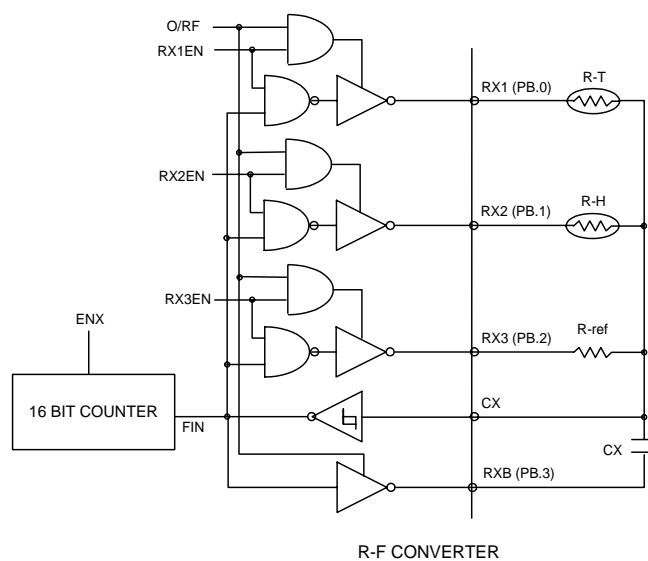 O/RF
RX1EN
RX1 (PB.0)
R-T
RX2EN
RX2 (PB.1)
R-H
RX3EN
RX3 (PB.2)
R-ref
ENX
16 BIT COUNTER
FIN
CX
CX
RXB (PB.3)
R-F CONVERTER